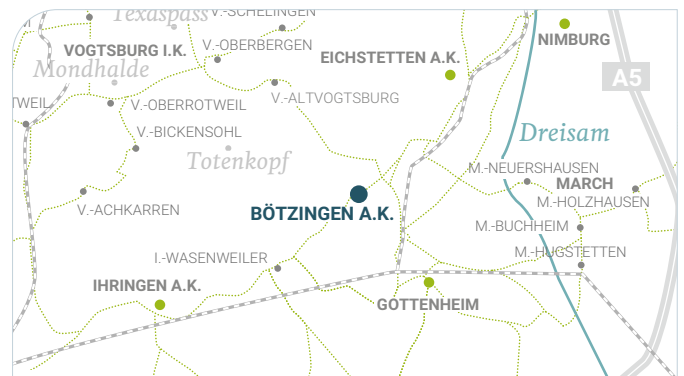 Texaspass
V.-SCHELINGEN
NIMBURG
VOGTSBURG I.K.
V.-OBERBERGEN
EICHSTETTEN A.K.
Mondhalde
A5
TWEIL
V.-OBERROTWEIL
V.-ALTVOGTSBURG
V.-BICKENSOHL
Dreisam
Totenkopf
M.-NEUERSHAUSEN
MARCH
M.-HOLZHAUSEN
V.-ACHKARREN
BÖTZINGEN A.K.
M.-BUCHHEIM
I.-WASENWEILER
M.-HUGSTETTEN
IHRINGEN A.K.
GOTTENHEIM